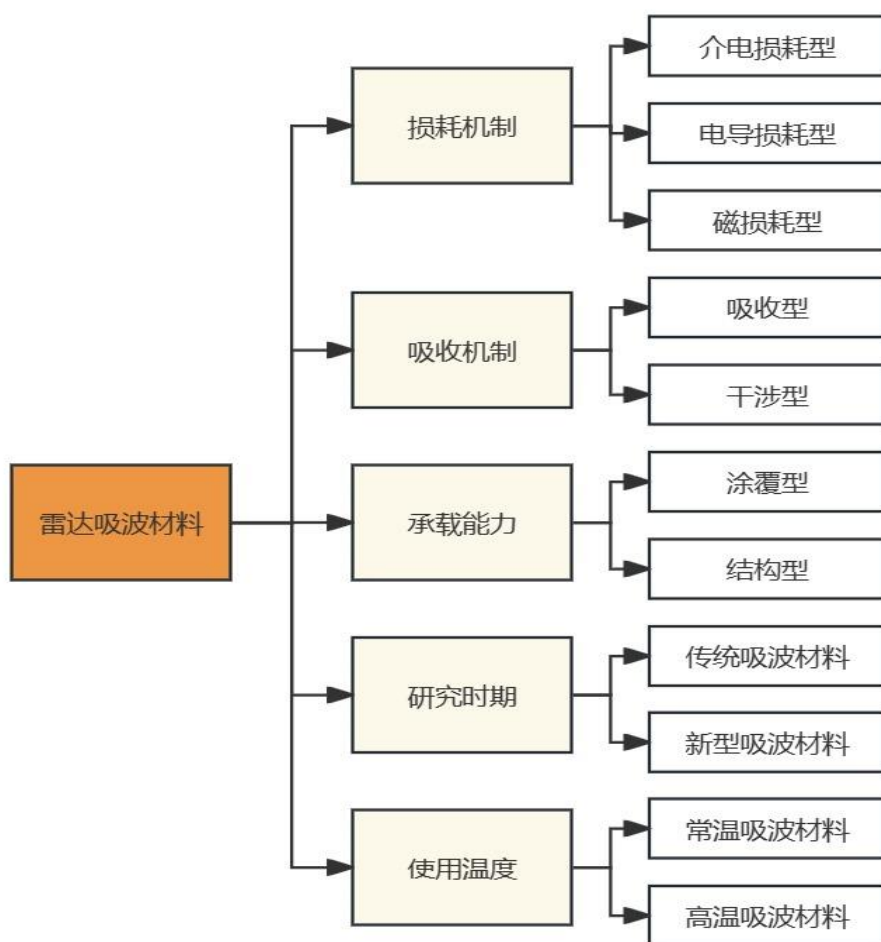 雷达吸波材料
损耗机制
介电损耗型
电导损耗型
磁损耗型
吸收机制
吸收型
干涉型
承载能力
涂覆型
结构型
研究时期
传统吸波材料
新型吸波材料
使用温度
常温吸波材料
高温吸波材料